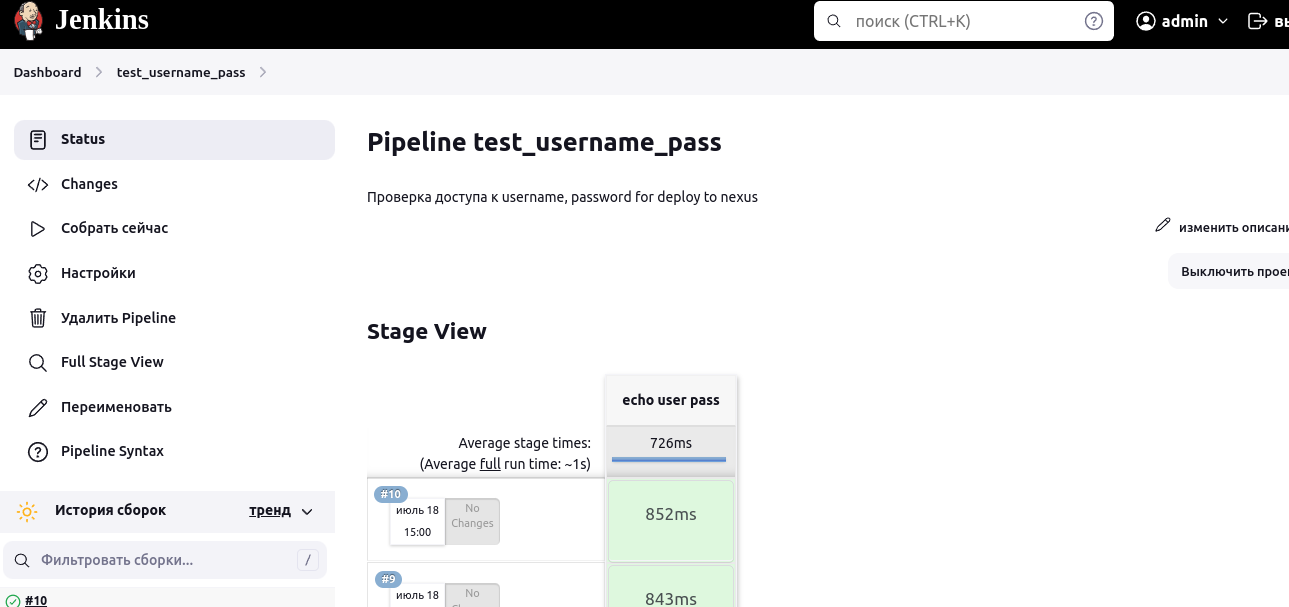 Jenkins
поиск (CTRL+K)
admin
Dashboard
test_username_pass
Status
Changes
Собрать сейчас
Настройки
Удалить Pipeline
Full Stage View
Переименовать
Pipeline Syntax
История сборок
тренд
Фильтровать сборки...
/
#10
Pipeline test_username_pass
Проверка доступа к username, password for deploy to nexus
изменить
Выключить
Stage View
echo user pass
Average stage times:
(Average full run time: ~1s)
726ms
#10
июль 18
15:00
No
Changes
852ms
#9
июль 18
No
843ms